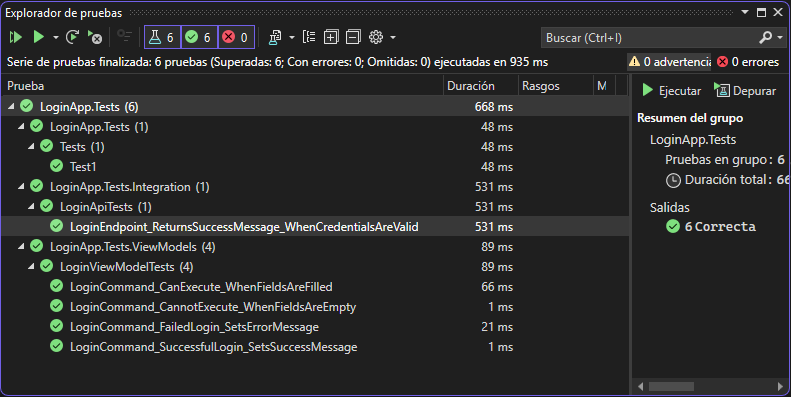 Explorador de pruebas
6 6 0 Buscar (Ctrl+I)
Serie de pruebas finalizada: 6 pruebas (Superadas: 6; Con errores: 0; Omitidas: 0) ejecutadas en 935 ms 0 advertencia 0 errores
Prueba Duración Rasgos M
LoginApp.Tests (6) 668 ms
LoginApp.Tests (1) 48 ms
Tests (1) 48 ms
Test1 48 ms
LoginApp.Tests.Integration (1) 531 ms
LoginApiTests (1) 531 ms
LoginEndpoint_ReturnsSuccessMessage_WhenCredentialsAreValid 531 ms
LoginApp.Tests.ViewModels (4) 89 ms
LoginViewModelTests (4) 89 ms
LoginCommand_CanExecute_WhenFieldsAreFilled 66 ms
LoginCommand_CannotExecute_WhenFieldsAreEmpty 1 ms
LoginCommand_FailedLogin_SetsErrorMessage 21 ms
LoginCommand_SuccessfulLogin_SetsSuccessMessage 1 ms
Ejecutar Depurar
Resumen del grupo
LoginApp.Tests
Pruebas en grupo: 6
Duración total: 66
Salidas
6 Correcta